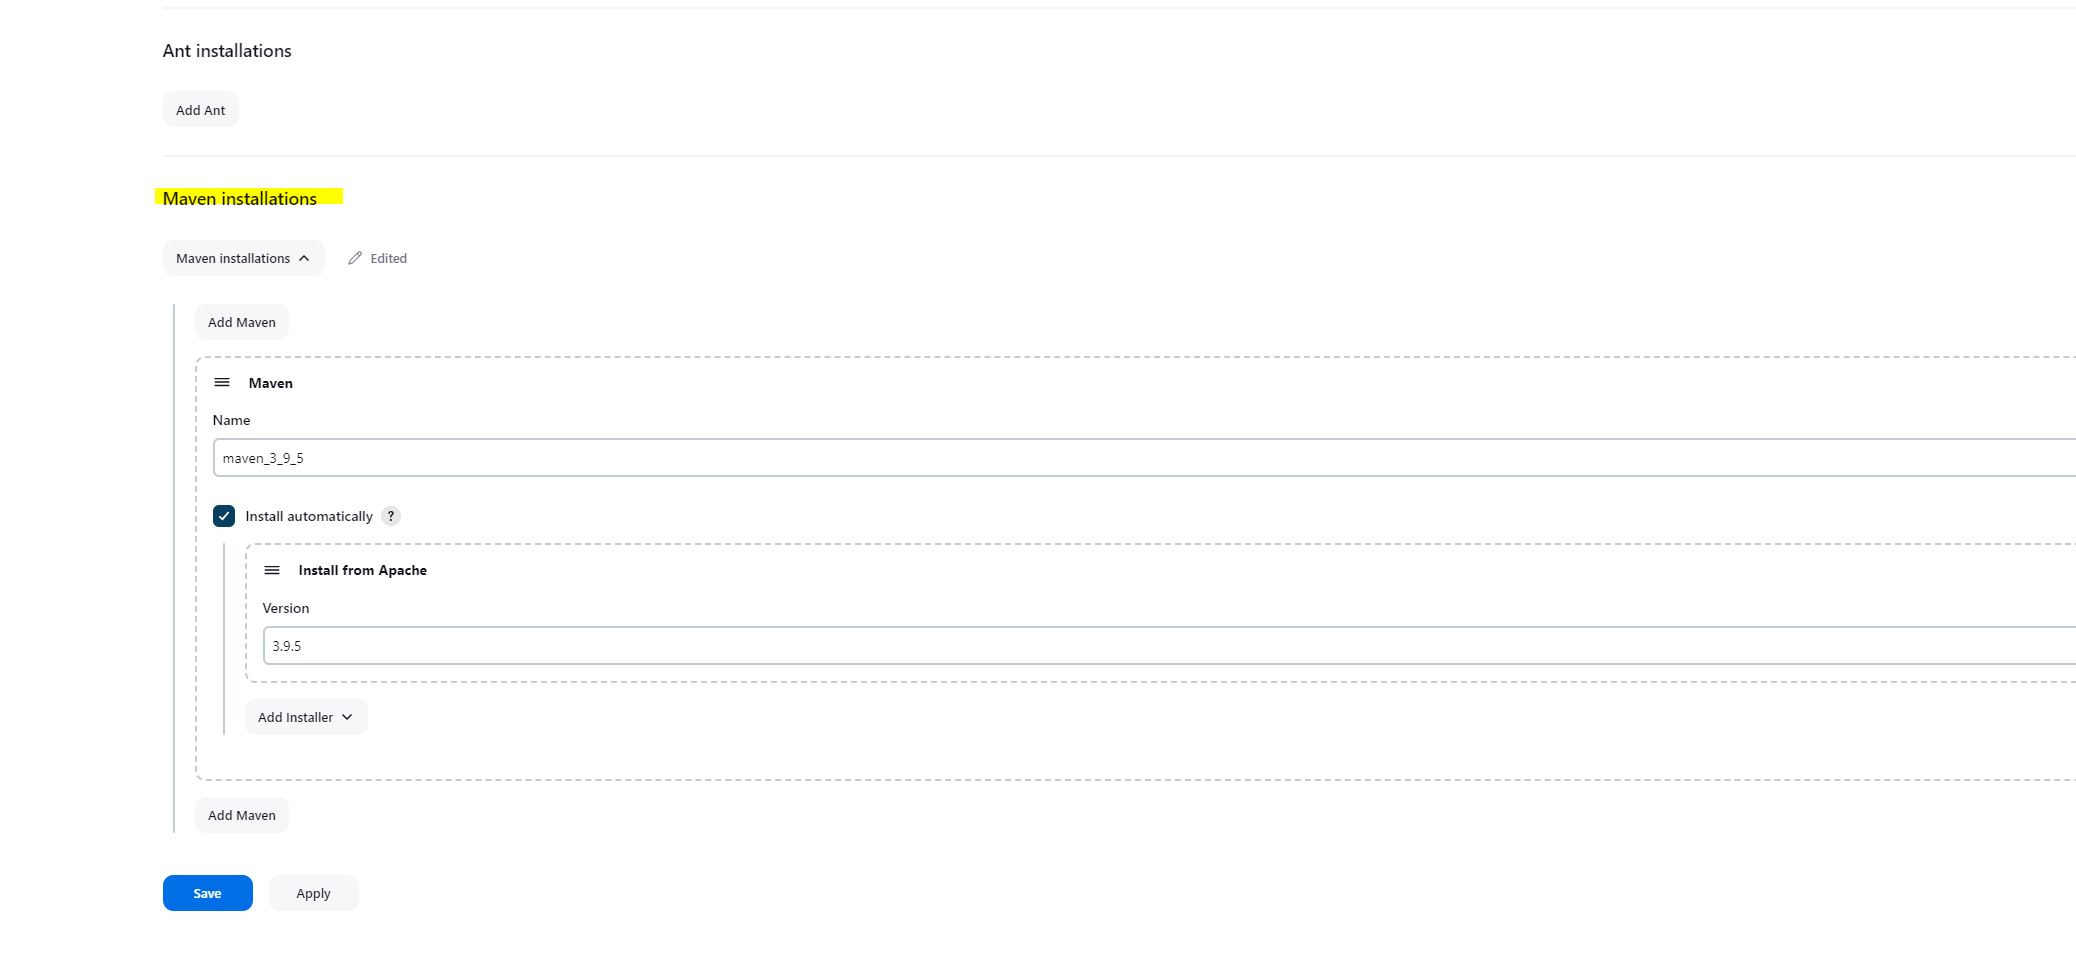 Ant installations
Add Ant
Maven installations
Maven installations
Edited
Add Maven
Maven
Name
maven_3_9_5
Install automatically ?
Install from Apache
Version
3.9.5
Add Installer
Add Maven
Save
Apply